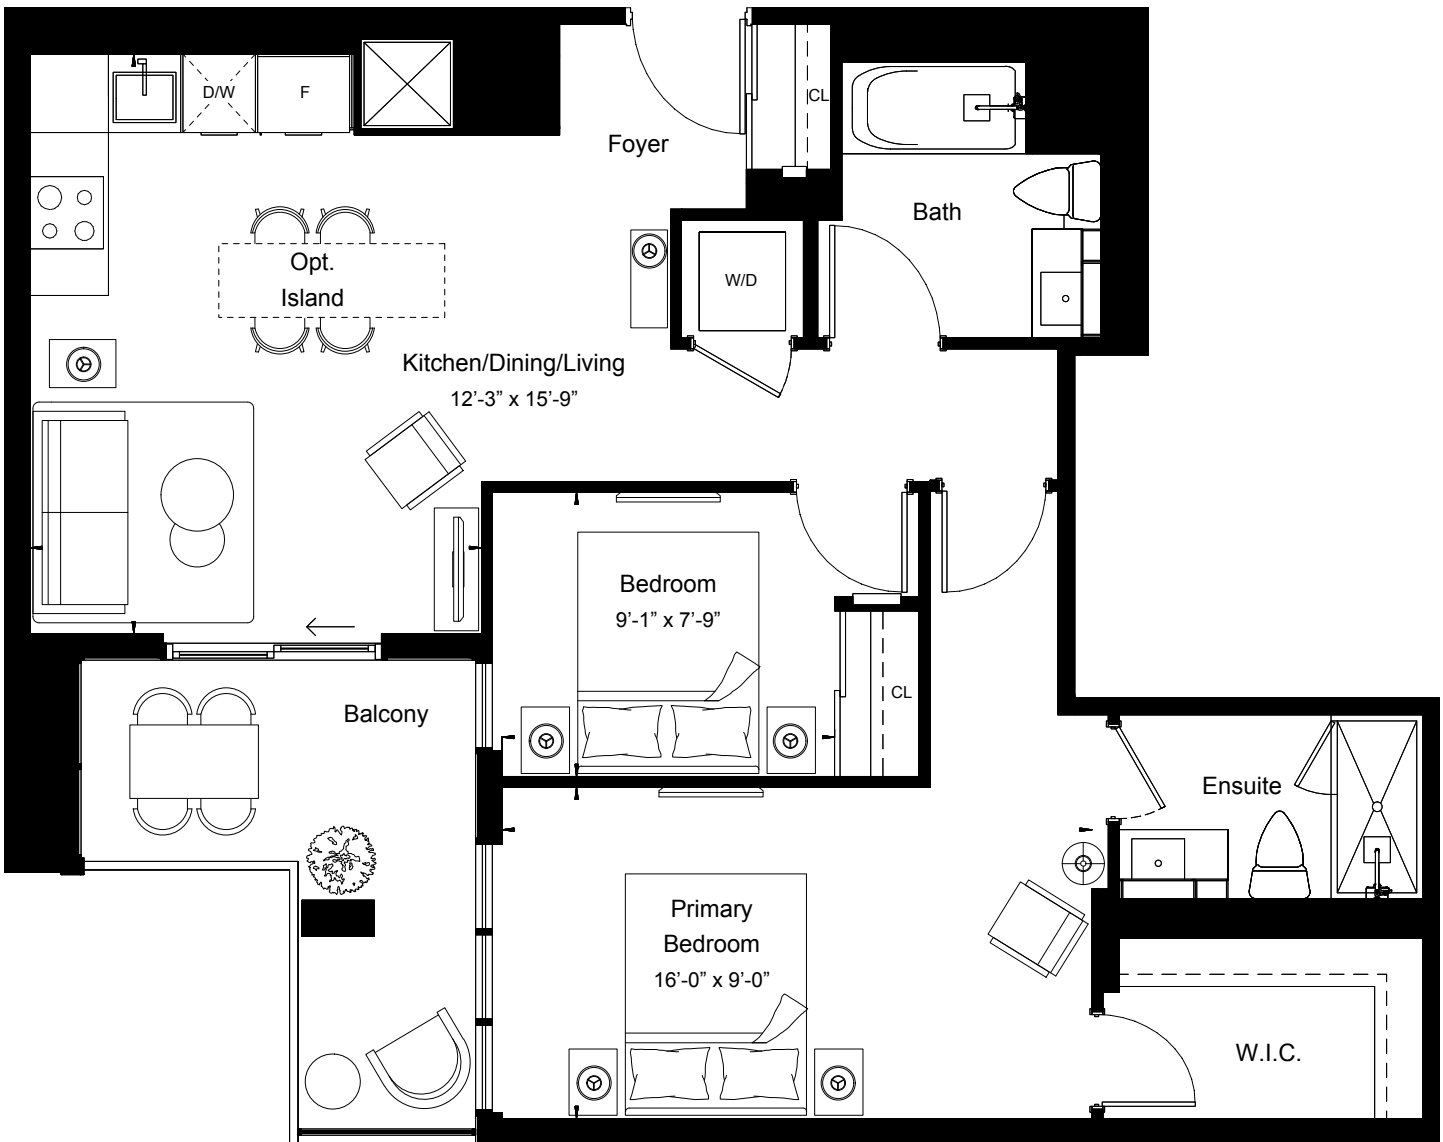 D/W
F
CL
Foyer
Bath
Opt.
Island
W/D
Kitchen/Dining/Living
12’-3” x 15’-9”
Bedroom
9’-1” x 7’-9”
CL
Balcony
Ensuite
Primary
Bedroom
16’-0” x 9’-0”
W.I.C.